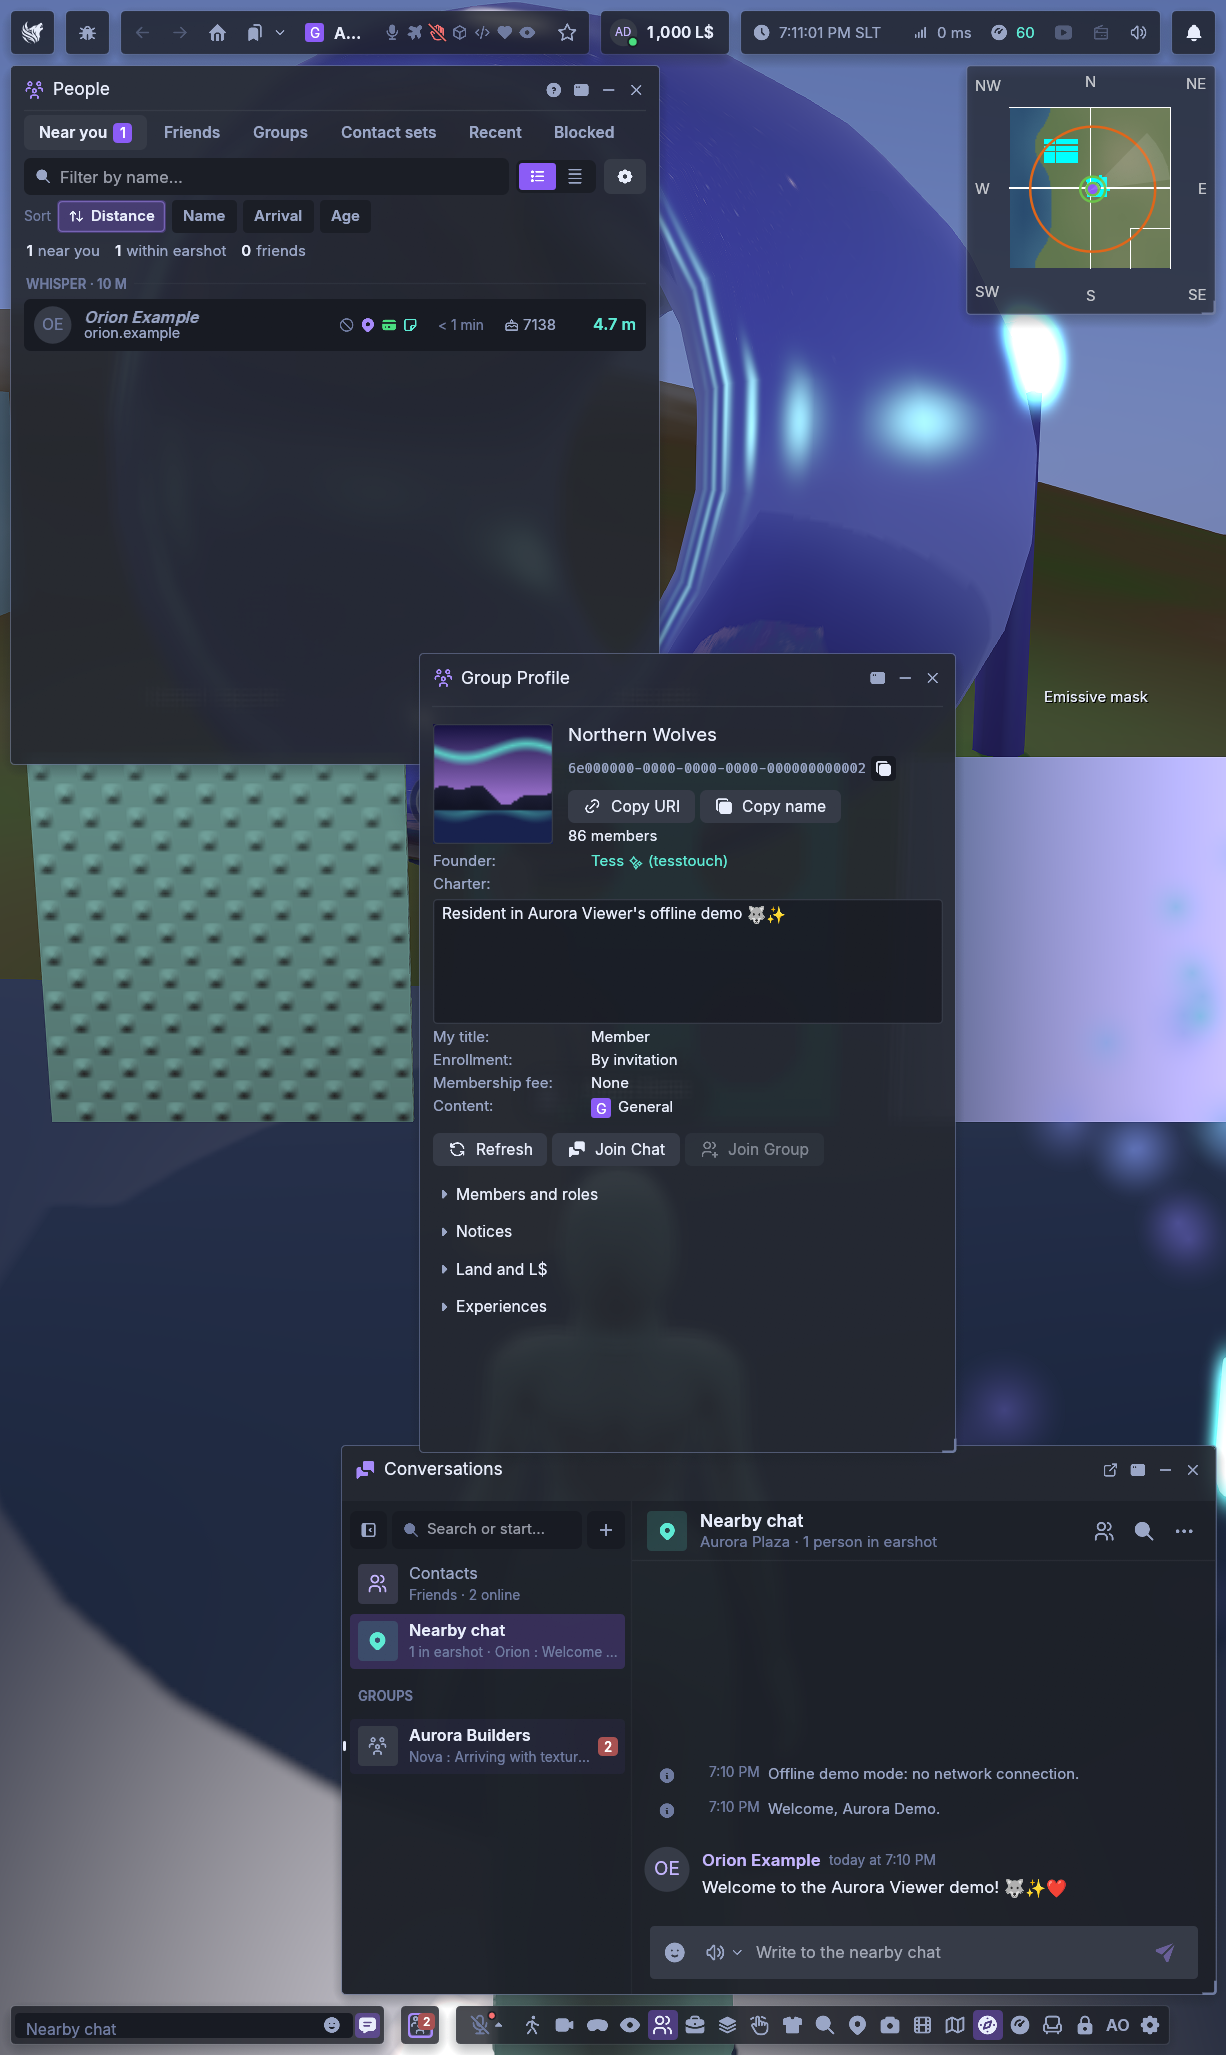 G A... AD 1,000 L$ 7:11:01 PM SLT 0 ms 60
People
Near you 1 Friends Groups Contact sets Recent Blocked
Filter by name...
Sort Distance Name Arrival Age
1 near you 1 within earshot 0 friends
WHISPER · 10 M
OE Orion Example
orion.example
< 1 min 7138 4.7 m
NW N NE
W E
SW S SE
Emissive mask
Group Profile
Northern Wolves
6e000000-0000-0000-0000-000000000002
Copy URI Copy name
86 members
Founder: Tess (tesstouch)
Charter:
Resident in Aurora Viewer's offline demo 🐺✨
My title: Member
Enrollment: By invitation
Membership fee: None
Content: G General
Refresh Join Chat Join Group
Members and roles
Notices
Land and L$
Experiences
Conversations
Search or start...
Contacts
Friends · 2 online
Nearby chat
1 in earshot · Orion : Welcome ...
GROUPS
Aurora Builders
Nova : Arriving with textur... 2
Nearby chat
Aurora Plaza · 1 person in earshot
7:10 PM Offline demo mode: no network connection.
7:10 PM Welcome, Aurora Demo.
OE Orion Example today at 7:10 PM
Welcome to the Aurora Viewer demo! 🐺✨❤️
Write to the nearby chat
Nearby chat 2 AO